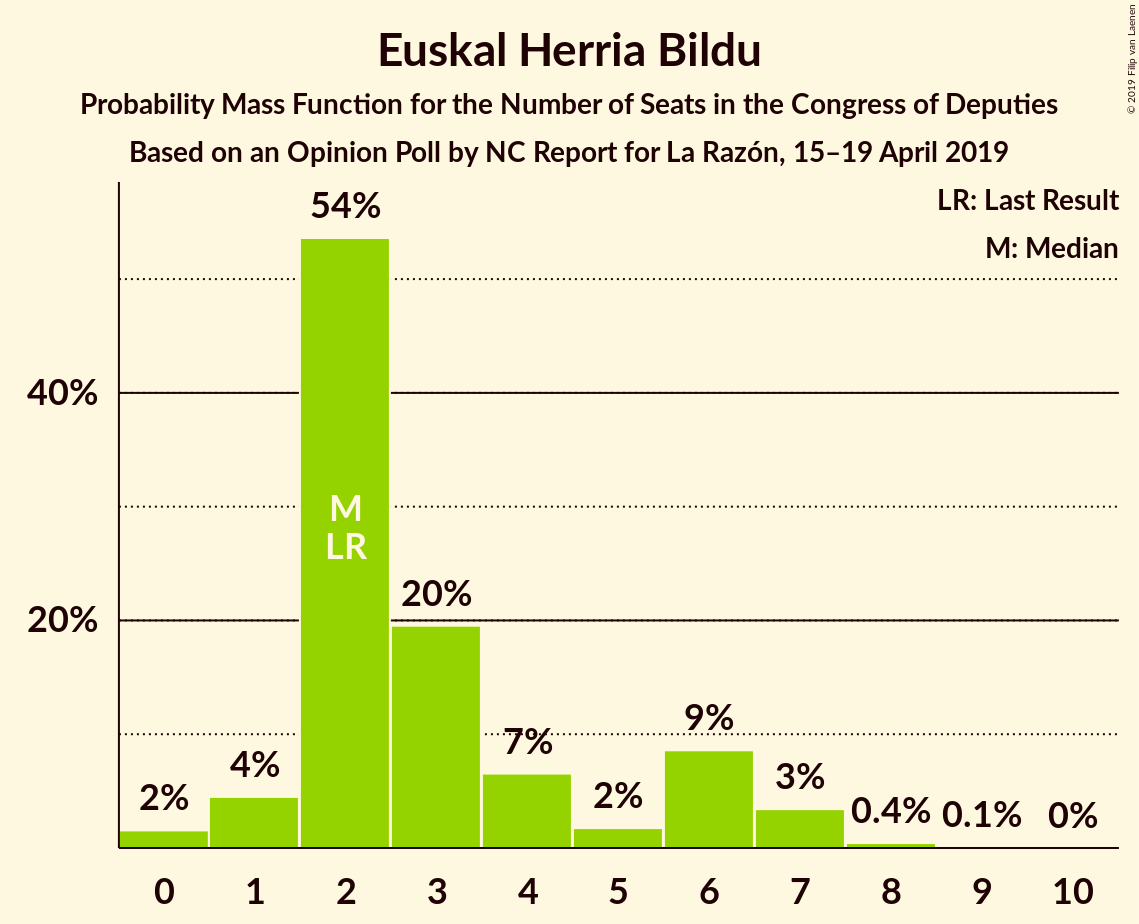 Euskal Herria Bildu
Probability Mass Function for the Number of Seats in the Congress of Deputies
Based on an Opinion Poll by NC Report for La Razón, 15–19 April 2019
© 2019 Filip van Laenen
LR: Last Result
M: Median
54%
40%
M
LR
20%
20%
9%
7%
4%
3%
2%
2%
0.4%
0.1%
0%
0 1 2 3 4 5 6 7 8 9 10